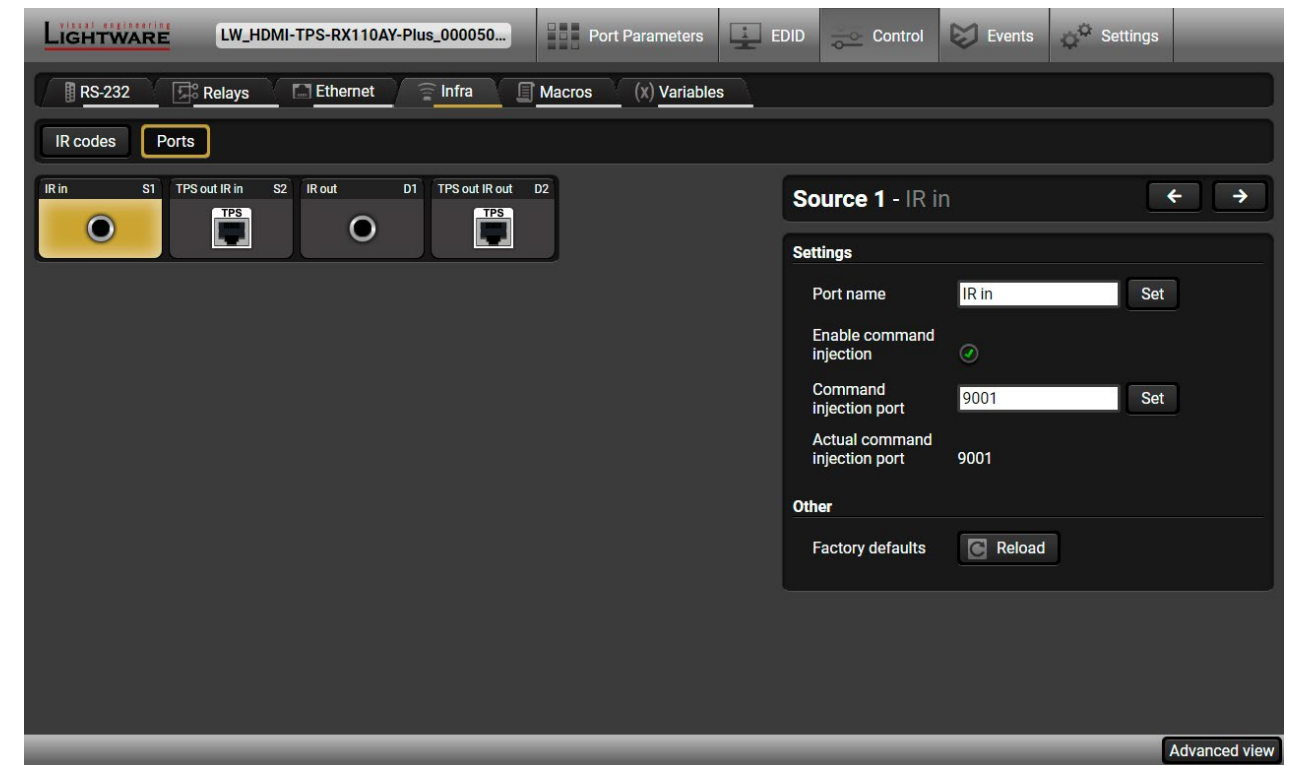 visual engineering
LIGHTWARE
LW_HDMI-TPS-RX110AY-Plus_000050...
Port Parameters
EDID
Control
Events
Settings
RS-232
Relays
Ethernet
Infra
Macros
(x) Variables
IR codes
Ports
IR in S1
TPS out IR in S2
IR out D1
TPS out IR out D2
TPS
TPS
Source 1 - IR in
Settings
Port name IR in Set
Enable command
injection
Command
injection port 9001 Set
Actual command
injection port 9001
Other
Factory defaults Reload
Advanced view